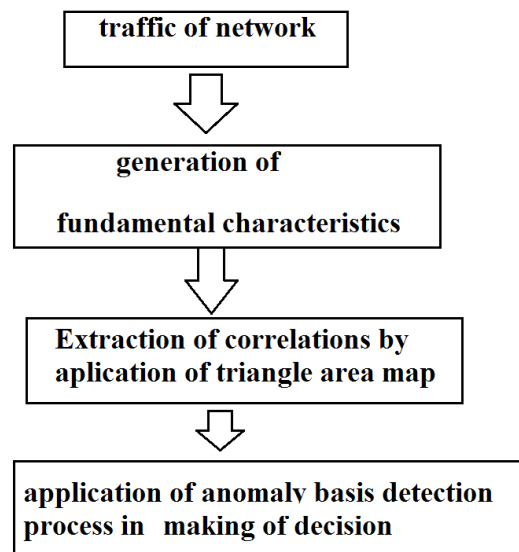 traffic of network
generation of
fundamental characteristics
Extraction of correlations by
aplication of triangle area map
application of anomaly basis detection
process in making of decision